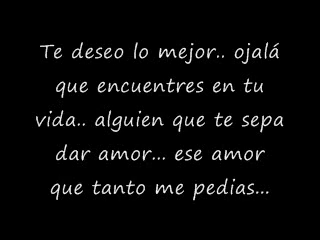 Te deseo lo mejor.. ojalá
que encuentres en tu
vida.. alguien que te sepa
dar amor... ese amor
que tanto me pedias...